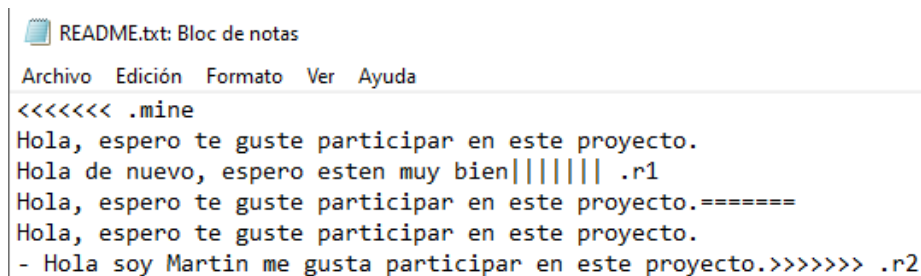 README.txt: Bloc de notas
Archivo Edición Formato Ver Ayuda
<<<<<<< .mine
Hola, espero te guste participar en este proyecto.
Hola de nuevo, espero esten muy bien||||||| .r1
Hola, espero te guste participar en este proyecto.=======
Hola, espero te guste participar en este proyecto.
- Hola soy Martin me gusta participar en este proyecto.>>>>>>> .r2